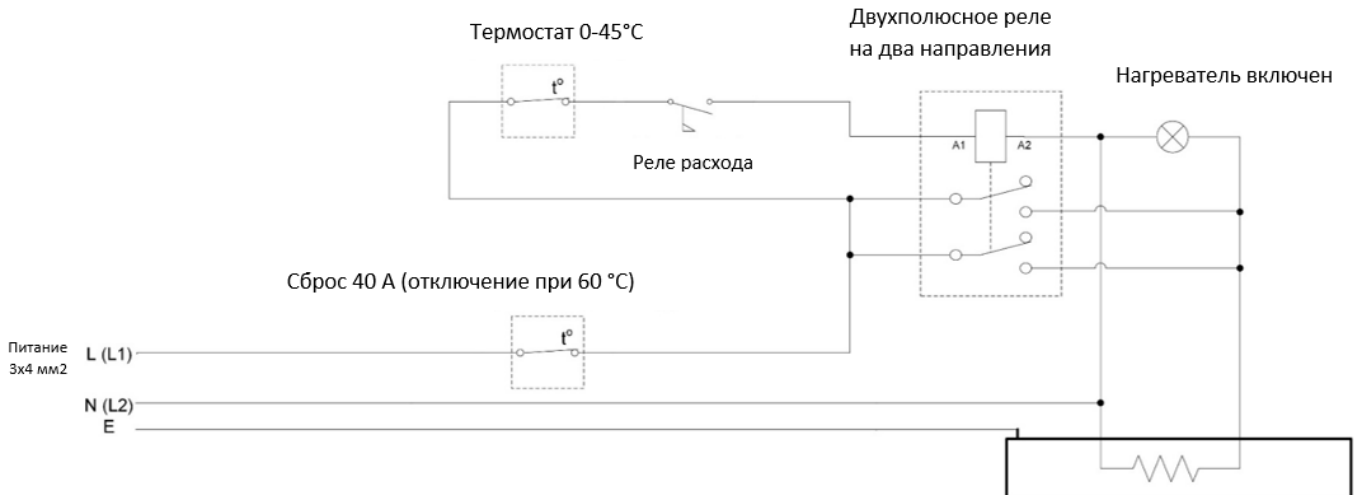 Двухполюсное реле
на два направления
Термостат 0-45°C
Нагреватель включен
t°
A1
A2
Реле расхода
Сброс 40 А (отключение при 60 °C)
t°
Питание
3x4 мм2
L (L1)
N (L2)
E